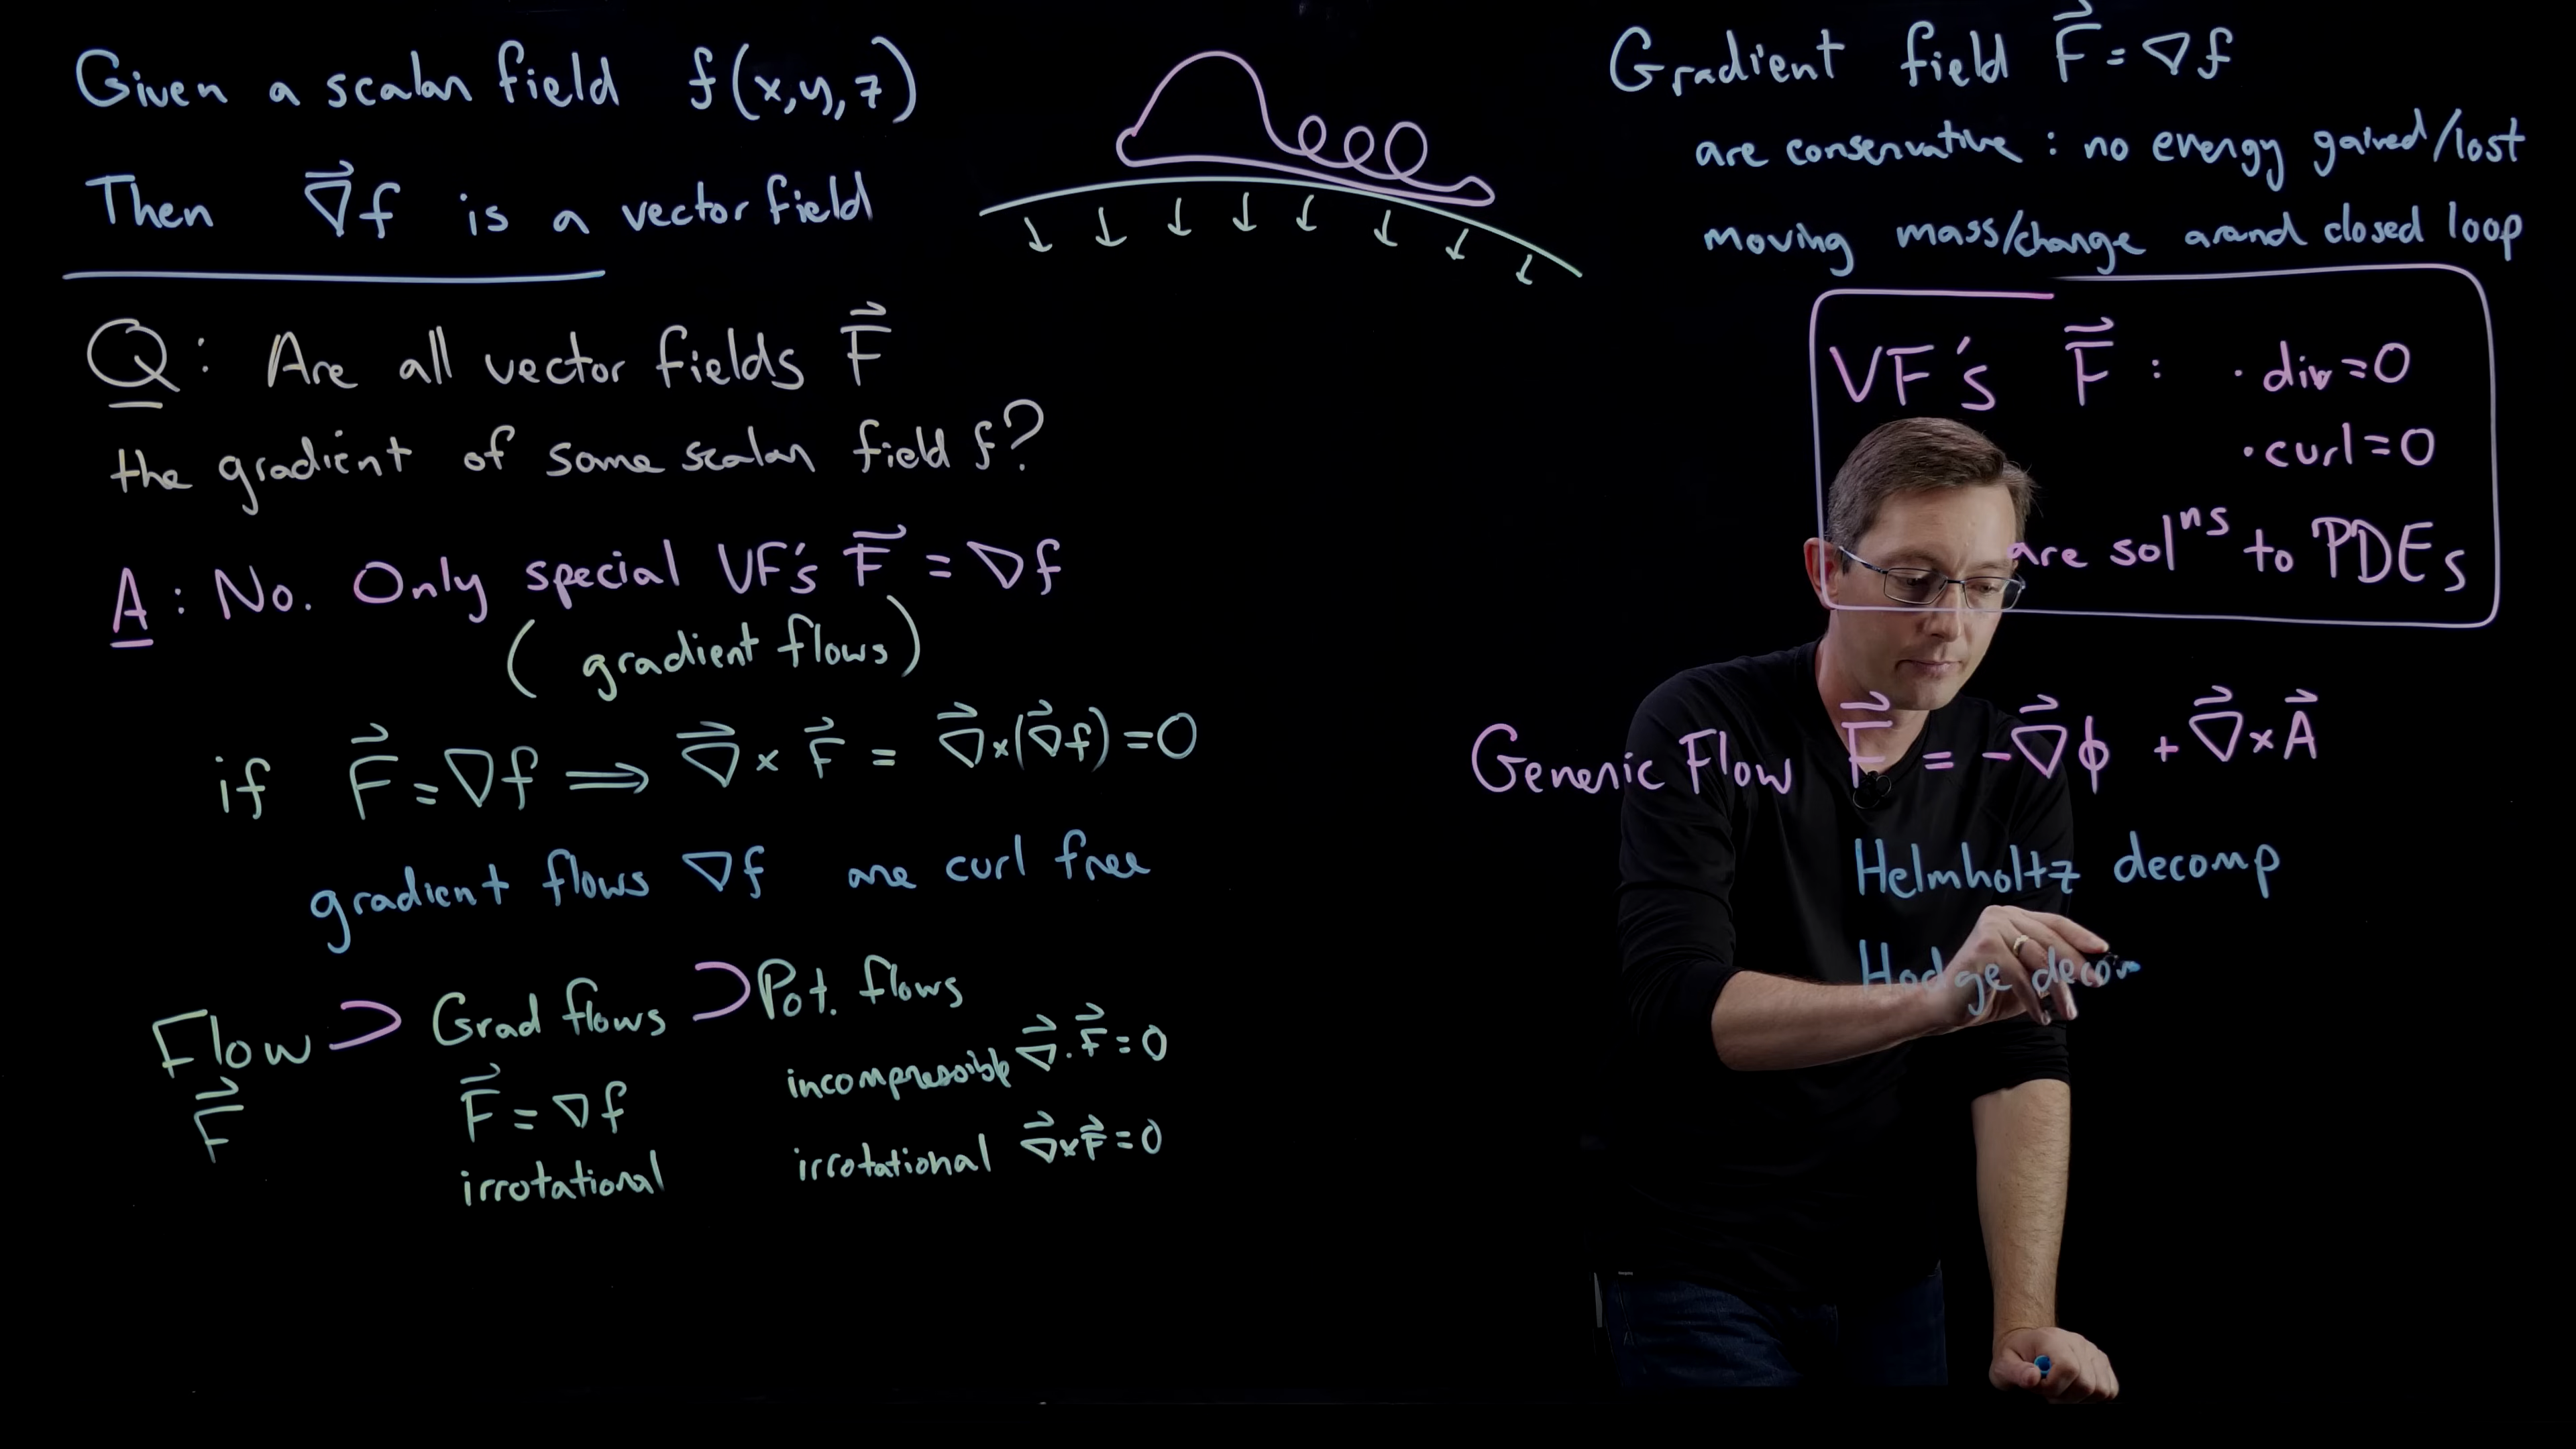 Given a scalar field f(x,y,z)
Then ∇⃗f is a vector field
Q: Are all vector fields F⃗
the gradient of some scalar field f?
A: No. Only special VF's F⃗ = ∇f
(gradient flows)
if F⃗ = ∇f ⟹ ∇⃗ × F⃗ = ∇⃗×(∇⃗f) = 0
gradient flows ∇f are curl free
Flow ⊃ Grad flows ⊃ Pot. flows
F⃗
F⃗ = ∇f
irrotational
incompressible ∇⃗·F⃗ = 0
irrotational ∇⃗×F⃗ = 0
Gradient field F⃗ = ∇f
are conservative : no energy gained/lost
moving mass/charge around closed loop
VF's F⃗ : · div=0
· curl=0
are solⁿˢ to PDEs
Generic Flow F⃗ = -∇⃗ϕ + ∇⃗×A⃗
Helmholtz decomp
Hodge decom